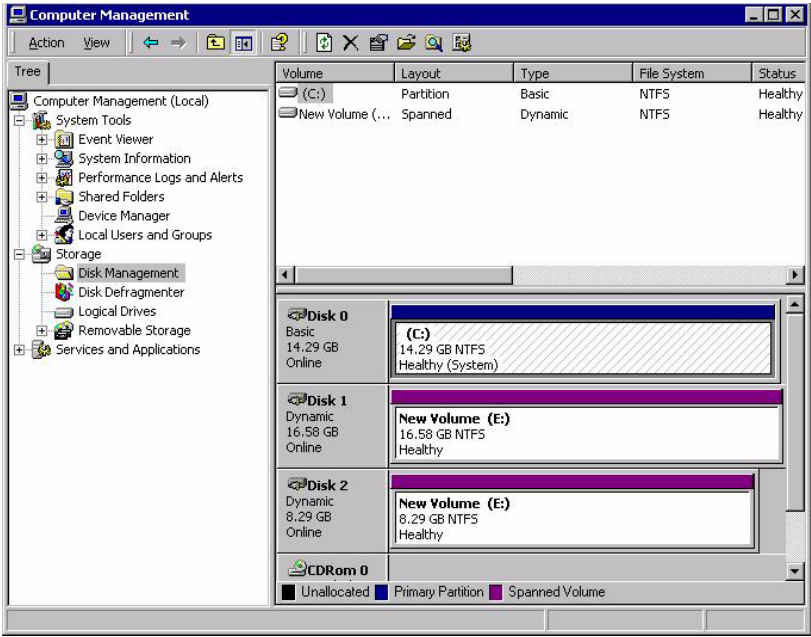 Computer Management
Action View
Tree
Computer Management (Local)
System Tools
Event Viewer
System Information
Performance Logs and Alerts
Shared Folders
Device Manager
Local Users and Groups
Storage
Disk Management
Disk Defragmenter
Logical Drives
Removable Storage
Services and Applications
Volume Layout Type File System Status
(C:) Partition Basic NTFS Healthy
New Volume (... Spanned Dynamic NTFS Healthy
Disk 0
Basic
14.29 GB
Online
(C:)
14.29 GB NTFS
Healthy (System)
Disk 1
Dynamic
16.58 GB
Online
New Volume (E:)
16.58 GB NTFS
Healthy
Disk 2
Dynamic
8.29 GB
Online
New Volume (E:)
8.29 GB NTFS
Healthy
CDRom 0
Unallocated Primary Partition Spanned Volume